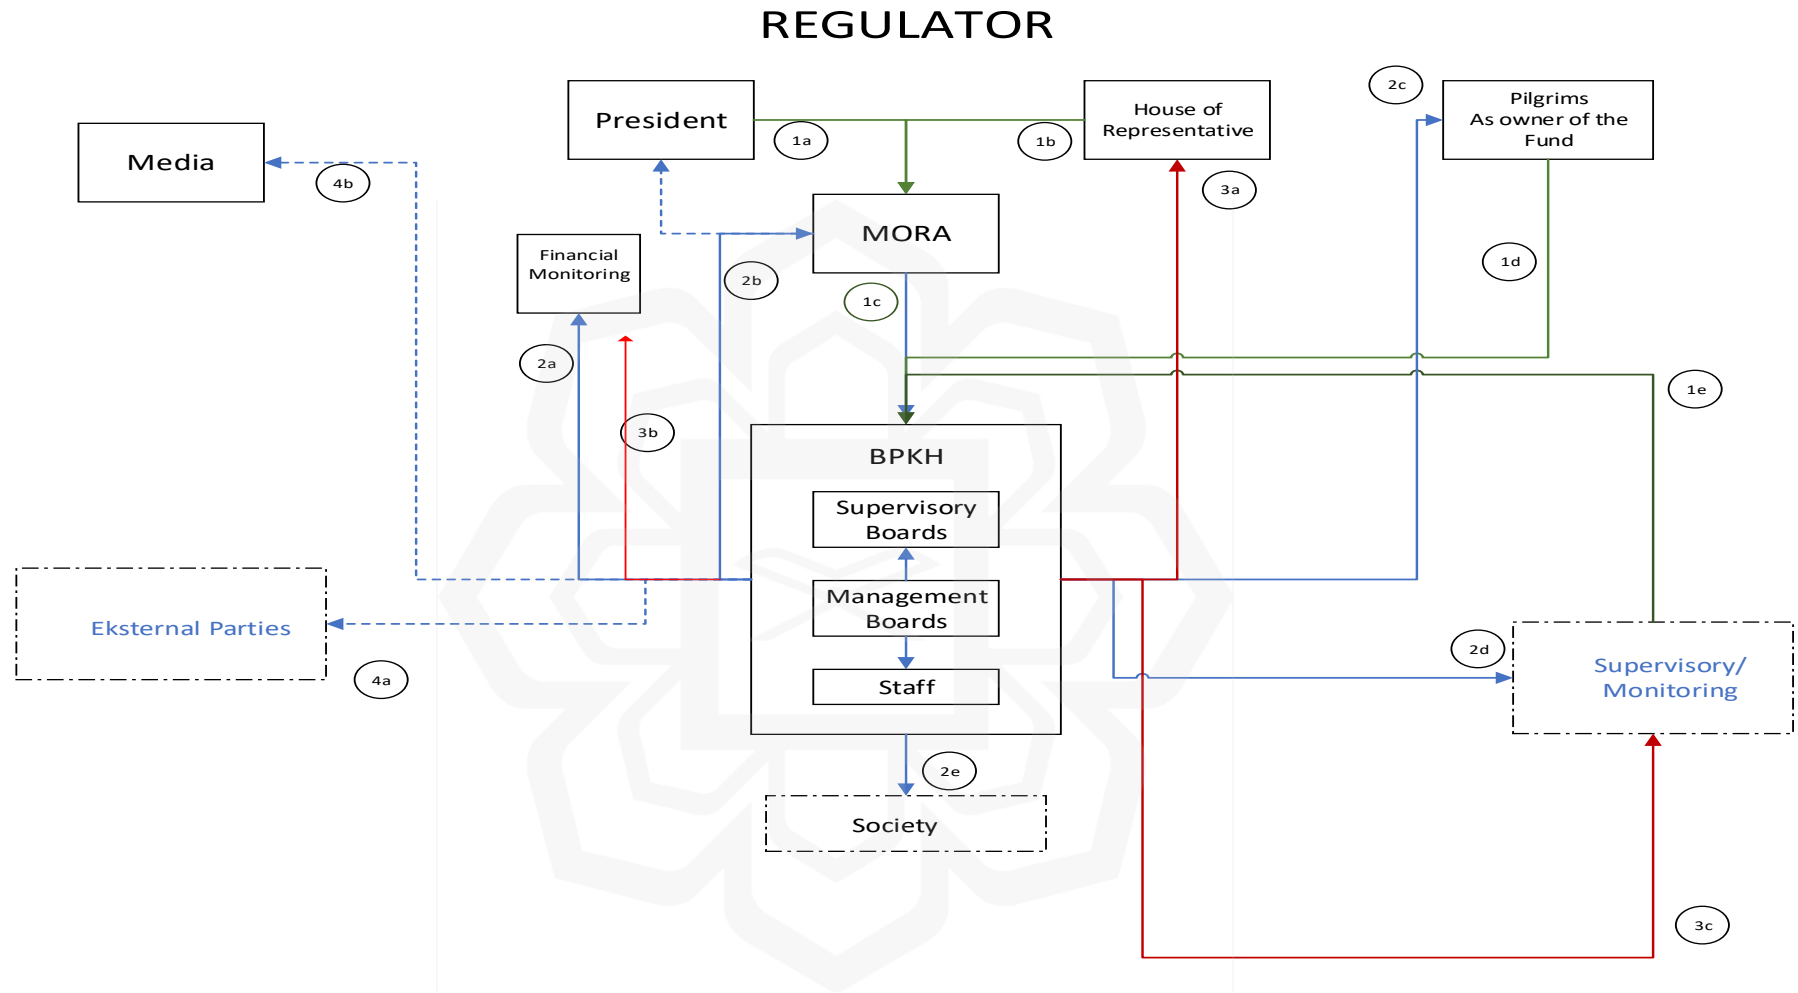 REGULATOR
President
House of
Representative
Pilgrims
As owner of the
Fund
2c
Media
1a
1b
4b
3a
MORA
Financial
Monitoring
2b
1c
1d
2a
3b
1e
BPKH
Supervisory
Boards
Management
Boards
Staff
Eksternal Parties
4a
2d
Supervisory/
Monitoring
2e
Society
3c